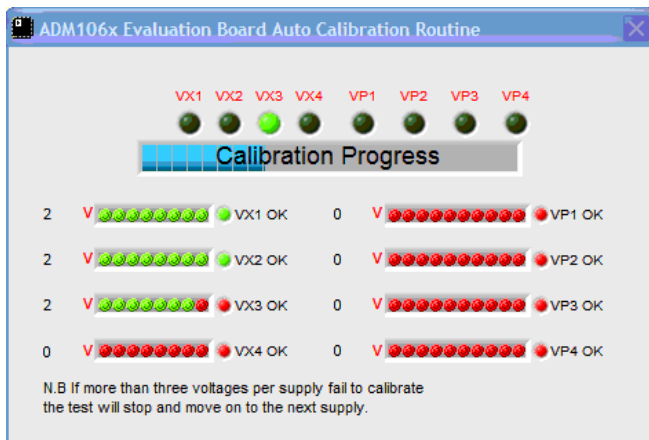 ADM106x Evaluation Board Auto Calibration Routine
VX1 VX2 VX3 VX4 VP1 VP2 VP3 VP4
Calibration Progress
2 V VX1 OK 0 V VP1 OK
2 V VX2 OK 0 V VP2 OK
2 V VX3 OK 0 V VP3 OK
0 V VX4 OK 0 V VP4 OK
N.B If more than three voltages per supply fail to calibrate
the test will stop and move on to the next supply.